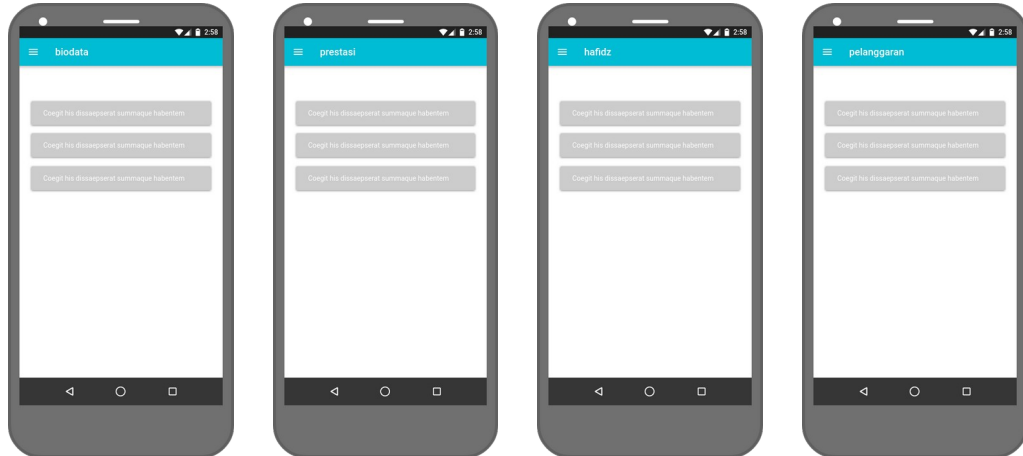 2:58
biodata
Coegit his dissaepserat summaque habentem
Coegit his dissaepserat summaque habentem
Coegit his dissaepserat summaque habentem
2:58
prestasi
Coegit his dissaepserat summaque habentem
Coegit his dissaepserat summaque habentem
Coegit his dissaepserat summaque habentem
2:58
hafidz
Coegit his dissaepserat summaque habentem
Coegit his dissaepserat summaque habentem
Coegit his dissaepserat summaque habentem
2:58
pelanggaran
Coegit his dissaepserat summaque habentem
Coegit his dissaepserat summaque habentem
Coegit his dissaepserat summaque habentem